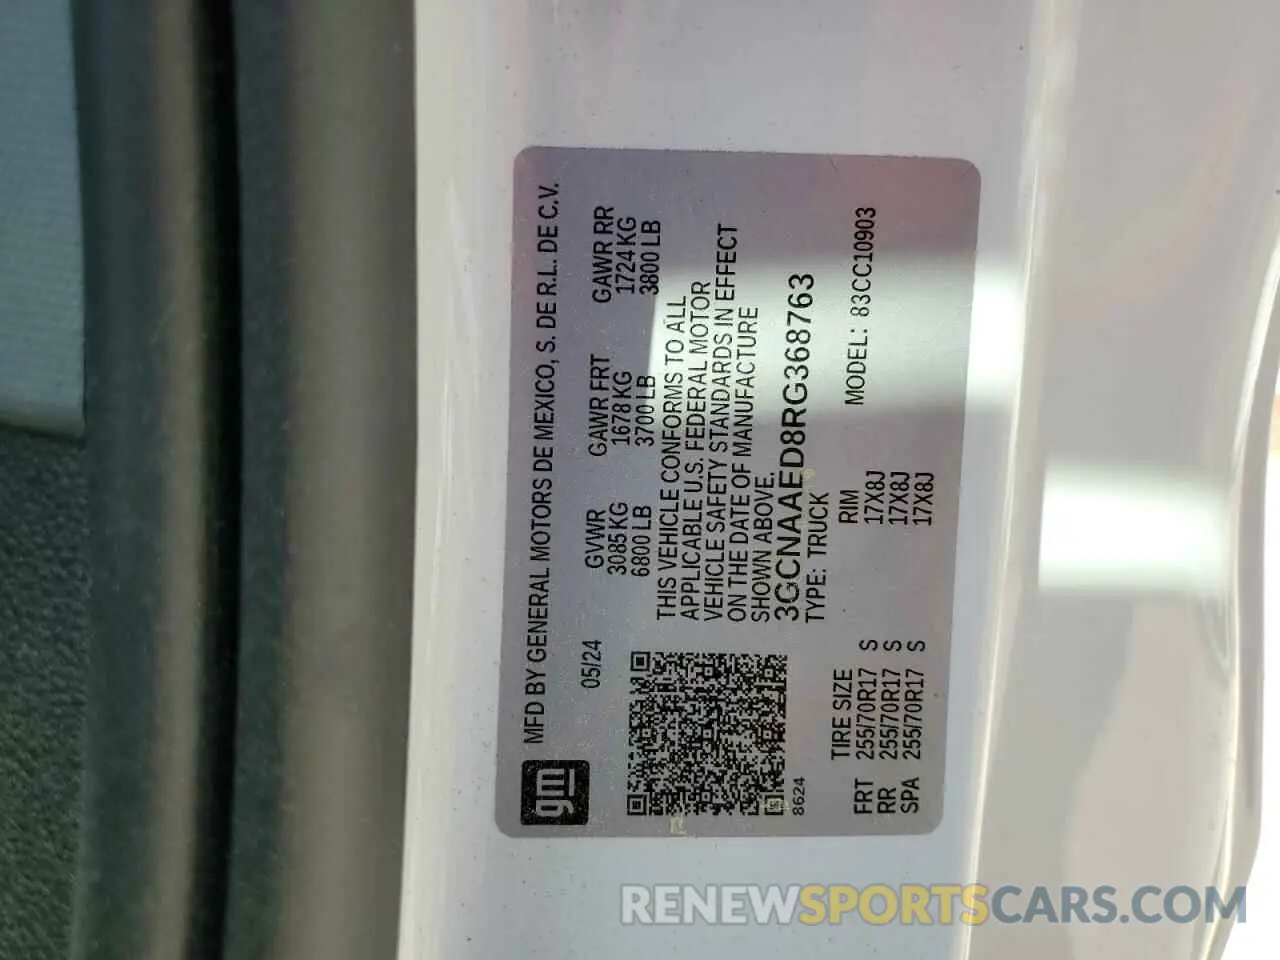 gm MFD BY GENERAL MOTORS DE MEXICO, S. DE R.L. DE C.V.
05/24
GVWR GAWR FRT GAWR RR
3085 KG 1678 KG 1724 KG
6800 LB 3700 LB 3800 LB
THIS VEHICLE CONFORMS TO ALL
APPLICABLE U.S. FEDERAL MOTOR
VEHICLE SAFETY STANDARDS IN EFFECT
ON THE DATE OF MANUFACTURE
SHOWN ABOVE.
3GCNAAED8RG368763
TYPE: TRUCK
8624
MODEL: 83CC10903
TIRE SIZE RIM
FRT 255/70R17 S 17X8J
RR 255/70R17 S 17X8J
SPA 255/70R17 S 17X8J
RENEWSPORTSCARS.COM